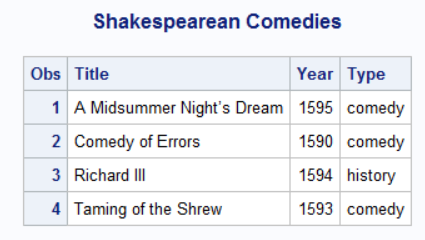 Shakespearean Comedies
Obs Title Year Type
1 A Midsummer Night's Dream 1595 comedy
2 Comedy of Errors 1590 comedy
3 Richard III 1594 history
4 Taming of the Shrew 1593 comedy